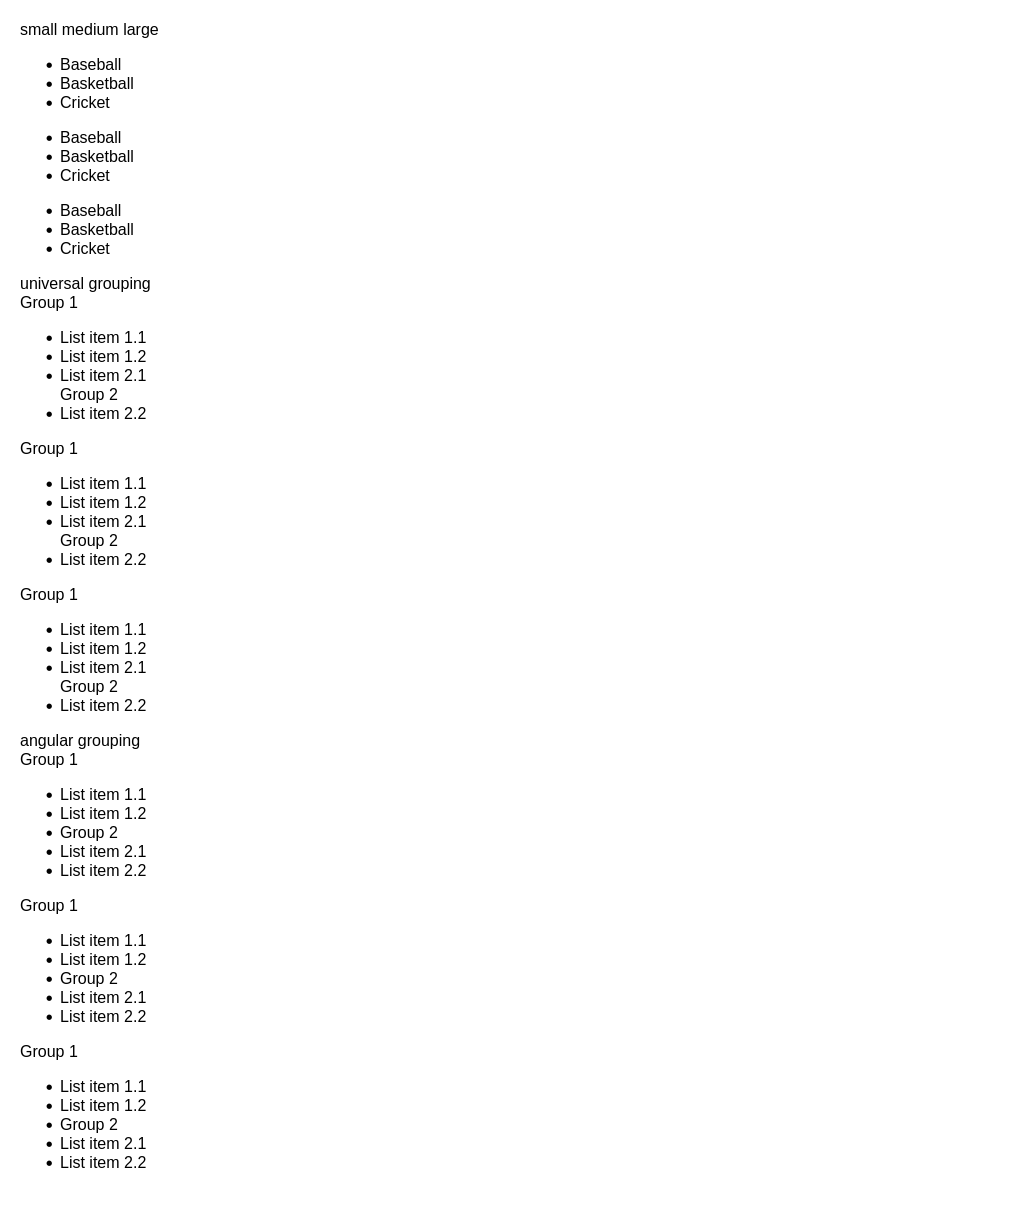 small medium large
• Baseball
• Basketball
• Cricket
• Baseball
• Basketball
• Cricket
• Baseball
• Basketball
• Cricket
universal grouping
Group 1
• List item 1.1
• List item 1.2
• List item 2.1
Group 2
• List item 2.2
Group 1
• List item 1.1
• List item 1.2
• List item 2.1
Group 2
• List item 2.2
Group 1
• List item 1.1
• List item 1.2
• List item 2.1
Group 2
• List item 2.2
angular grouping
Group 1
• List item 1.1
• List item 1.2
• Group 2
• List item 2.1
• List item 2.2
Group 1
• List item 1.1
• List item 1.2
• Group 2
• List item 2.1
• List item 2.2
Group 1
• List item 1.1
• List item 1.2
• Group 2
• List item 2.1
• List item 2.2